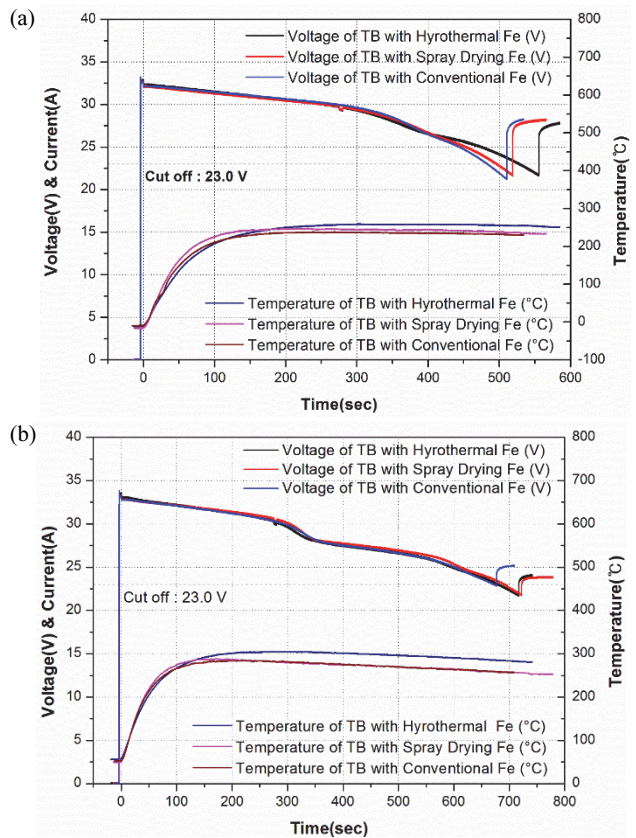 (a)
Voltage of TB with Hyrothermal Fe (V)
Voltage of TB with Spray Drying Fe (V)
Voltage of TB with Conventional Fe (V)
Cut off : 23.0 V
Temperature of TB with Hyrothermal Fe (°C)
Temperature of TB with Spray Drying Fe (°C)
Temperature of TB with Conventional Fe (°C)
Voltage(V) & Current(A)
40
35
30
25
20
15
10
5
0
Temperature(℃)
800
700
600
500
400
300
200
100
0
-100
0 100 200 300 400 500 600
Time(sec)
(b)
Voltage of TB with Hyrothermal Fe (V)
Voltage of TB with Spray Drying Fe (V)
Voltage of TB with Conventional Fe (V)
Cut off : 23.0 V
Temperature of TB with Hyrothermal Fe (°C)
Temperature of TB with Spray Drying Fe (°C)
Temperature of TB with Conventional Fe (°C)
Voltage(V) & Current(A)
40
35
30
25
20
15
10
5
0
Temperature(℃)
800
700
600
500
400
300
200
100
0
0 100 200 300 400 500 600 700 800
Time(sec)